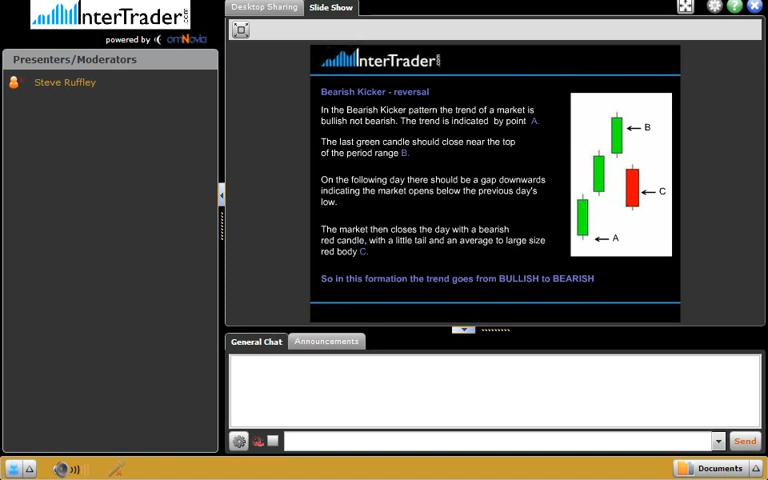 InterTrader.com
powered by omNovia
Presenters/Moderators
Steve Ruffley
Desktop Sharing
Slide Show
InterTrader.com
Bearish Kicker - reversal
In the Bearish Kicker pattern the trend of a market is
bullish not bearish. The trend is indicated by point A.
The last green candle should close near the top
of the period range B.
On the following day there should be a gap downwards
indicating the market opens below the previous day's
low.
The market then closes the day with a bearish
red candle, with a little tail and an average to large size
red body C.
So in this formation the trend goes from BULLISH to BEARISH
B
C
A
General Chat
Announcements
Send
Documents